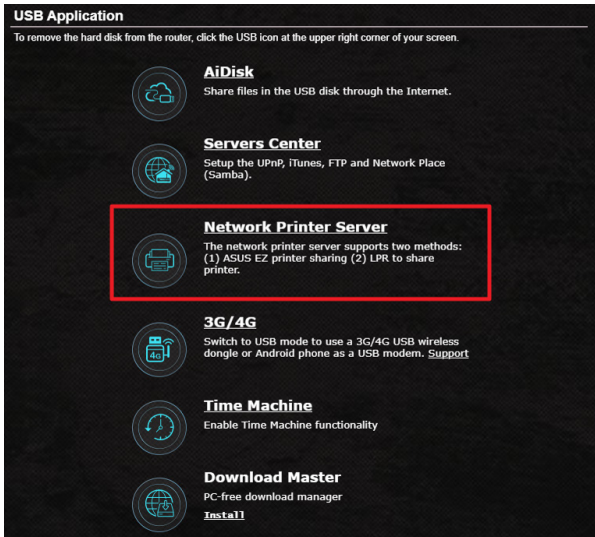 USB Application
To remove the hard disk from the router, click the USB icon at the upper right corner of your screen.
AiDisk
Share files in the USB disk through the Internet.
Servers Center
Setup the UPnP, iTunes, FTP and Network Place
(Samba).
Network Printer Server
The network printer server supports two methods:
(1) ASUS EZ printer sharing (2) LPR to share
printer.
3G/4G
Switch to USB mode to use a 3G/4G USB wireless
dongle or Android phone as a USB modem. Support
4G
Time Machine
Enable Time Machine functionality
Download Master
PC-free download manager
Install